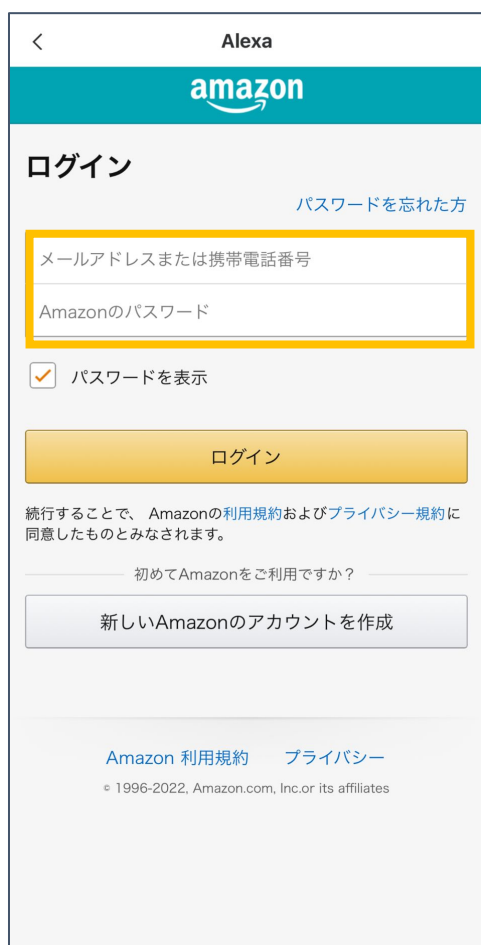 Alexa
amazon
ログイン
パスワードを忘れた方
メールアドレスまたは携帯電話番号
Amazonのパスワード
パスワードを表示
ログイン
続行することで、 Amazonの利用規約およびプライバシー規約に
同意したものとみなされます。
初めてAmazonをご利用ですか？
新しいAmazonのアカウントを作成
Amazon 利用規約 プライバシー
© 1996-2022, Amazon.com, Inc.or its affiliates